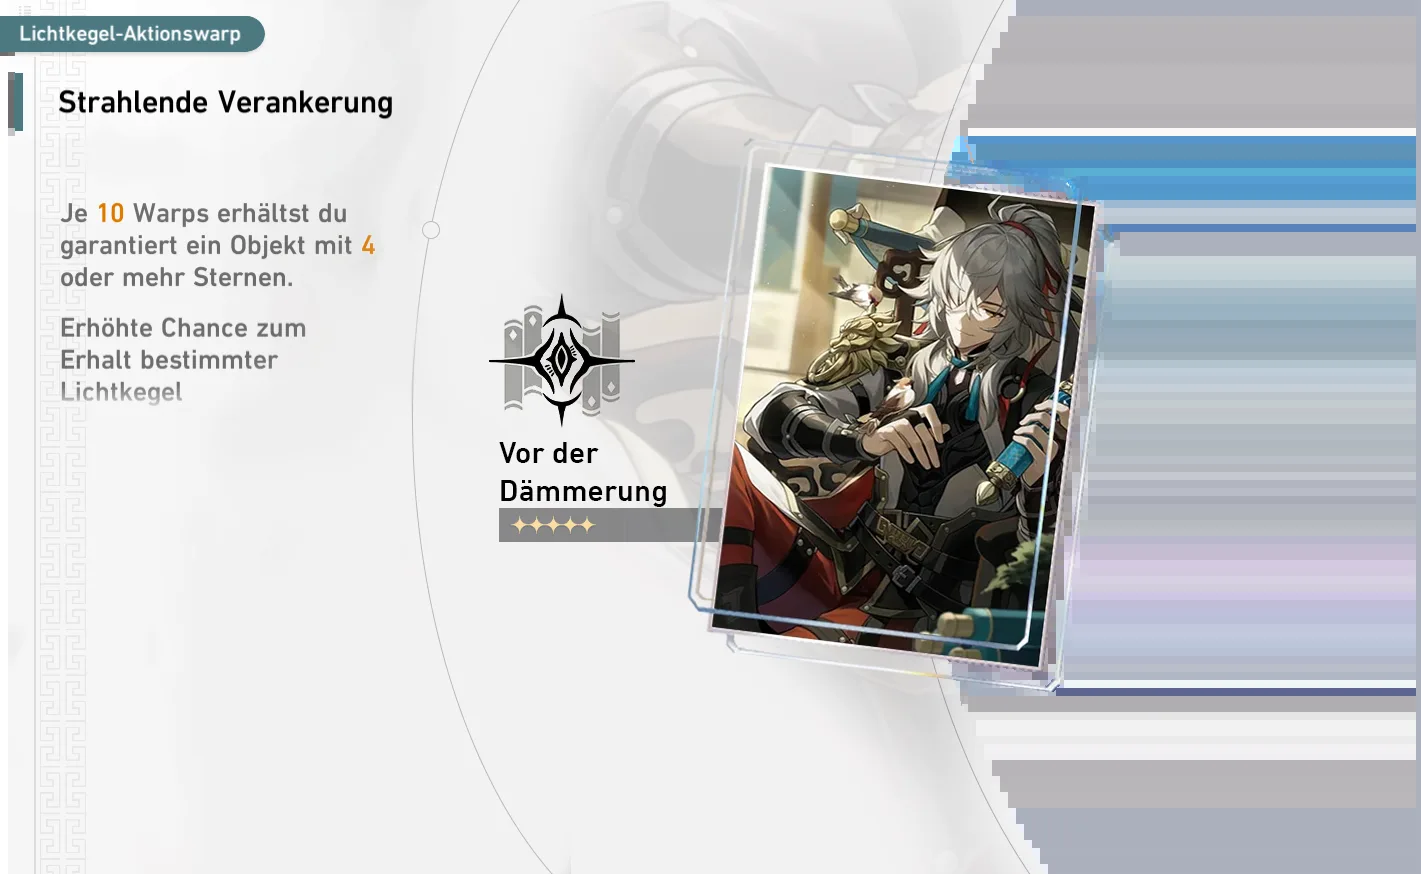 Lichtkegel-Aktionswarp
Strahlende Verankerung
Je 10 Warps erhältst du
garantiert ein Objekt mit 4
oder mehr Sternen.
Erhöhte Chance zum
Erhalt bestimmter
Lichtkegel
Vor der
Dämmerung